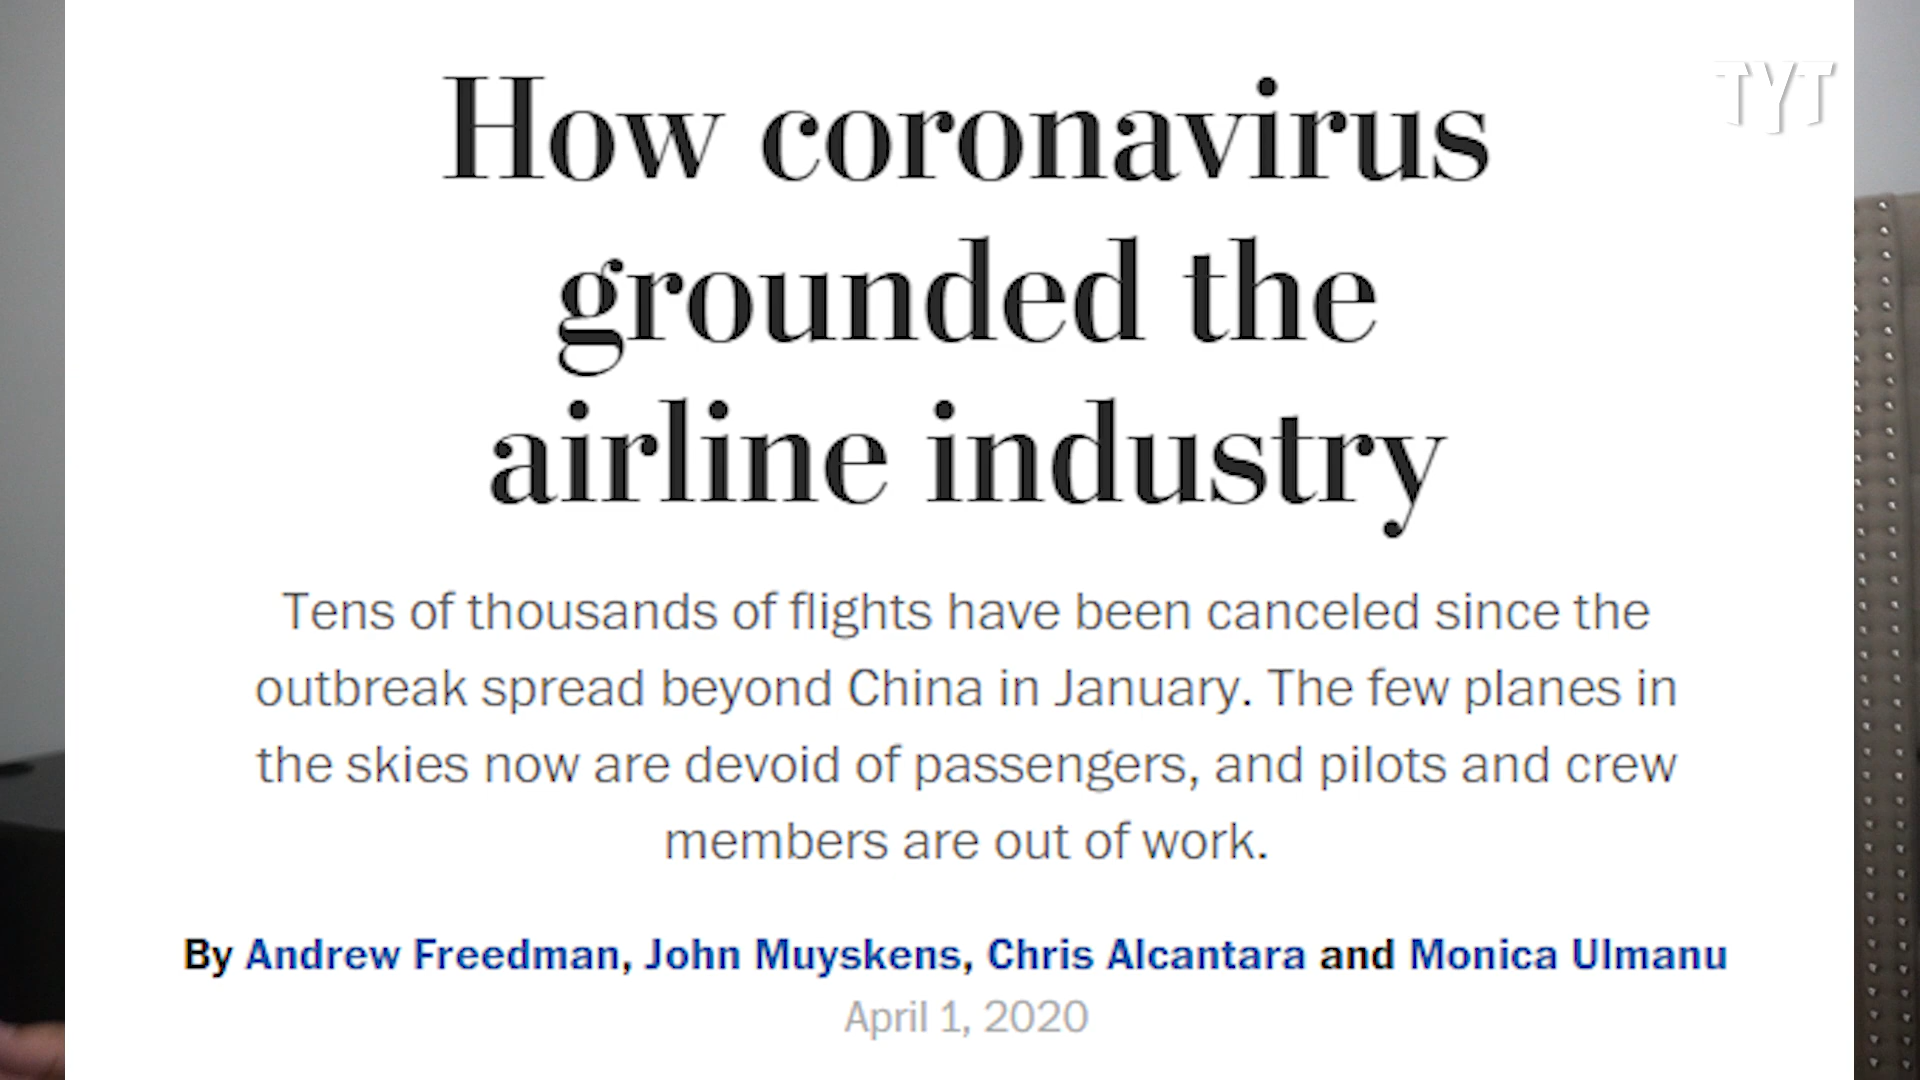 TYT
How coronavirus
grounded the
airline industry
Tens of thousands of flights have been canceled since the
outbreak spread beyond China in January. The few planes in
the skies now are devoid of passengers, and pilots and crew
members are out of work.
By Andrew Freedman, John Muyskens, Chris Alcantara and Monica Ulmanu
April 1, 2020